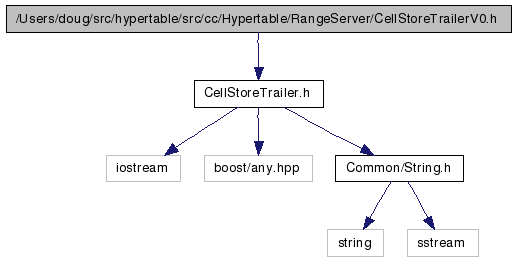 /Users/doug/src/hypertable/src/cc/Hypertable/RangeServer/CellStoreTrailerV0.h
CellStoreTrailer.h
iostream
boost/any.hpp
Common/String.h
string
sstream